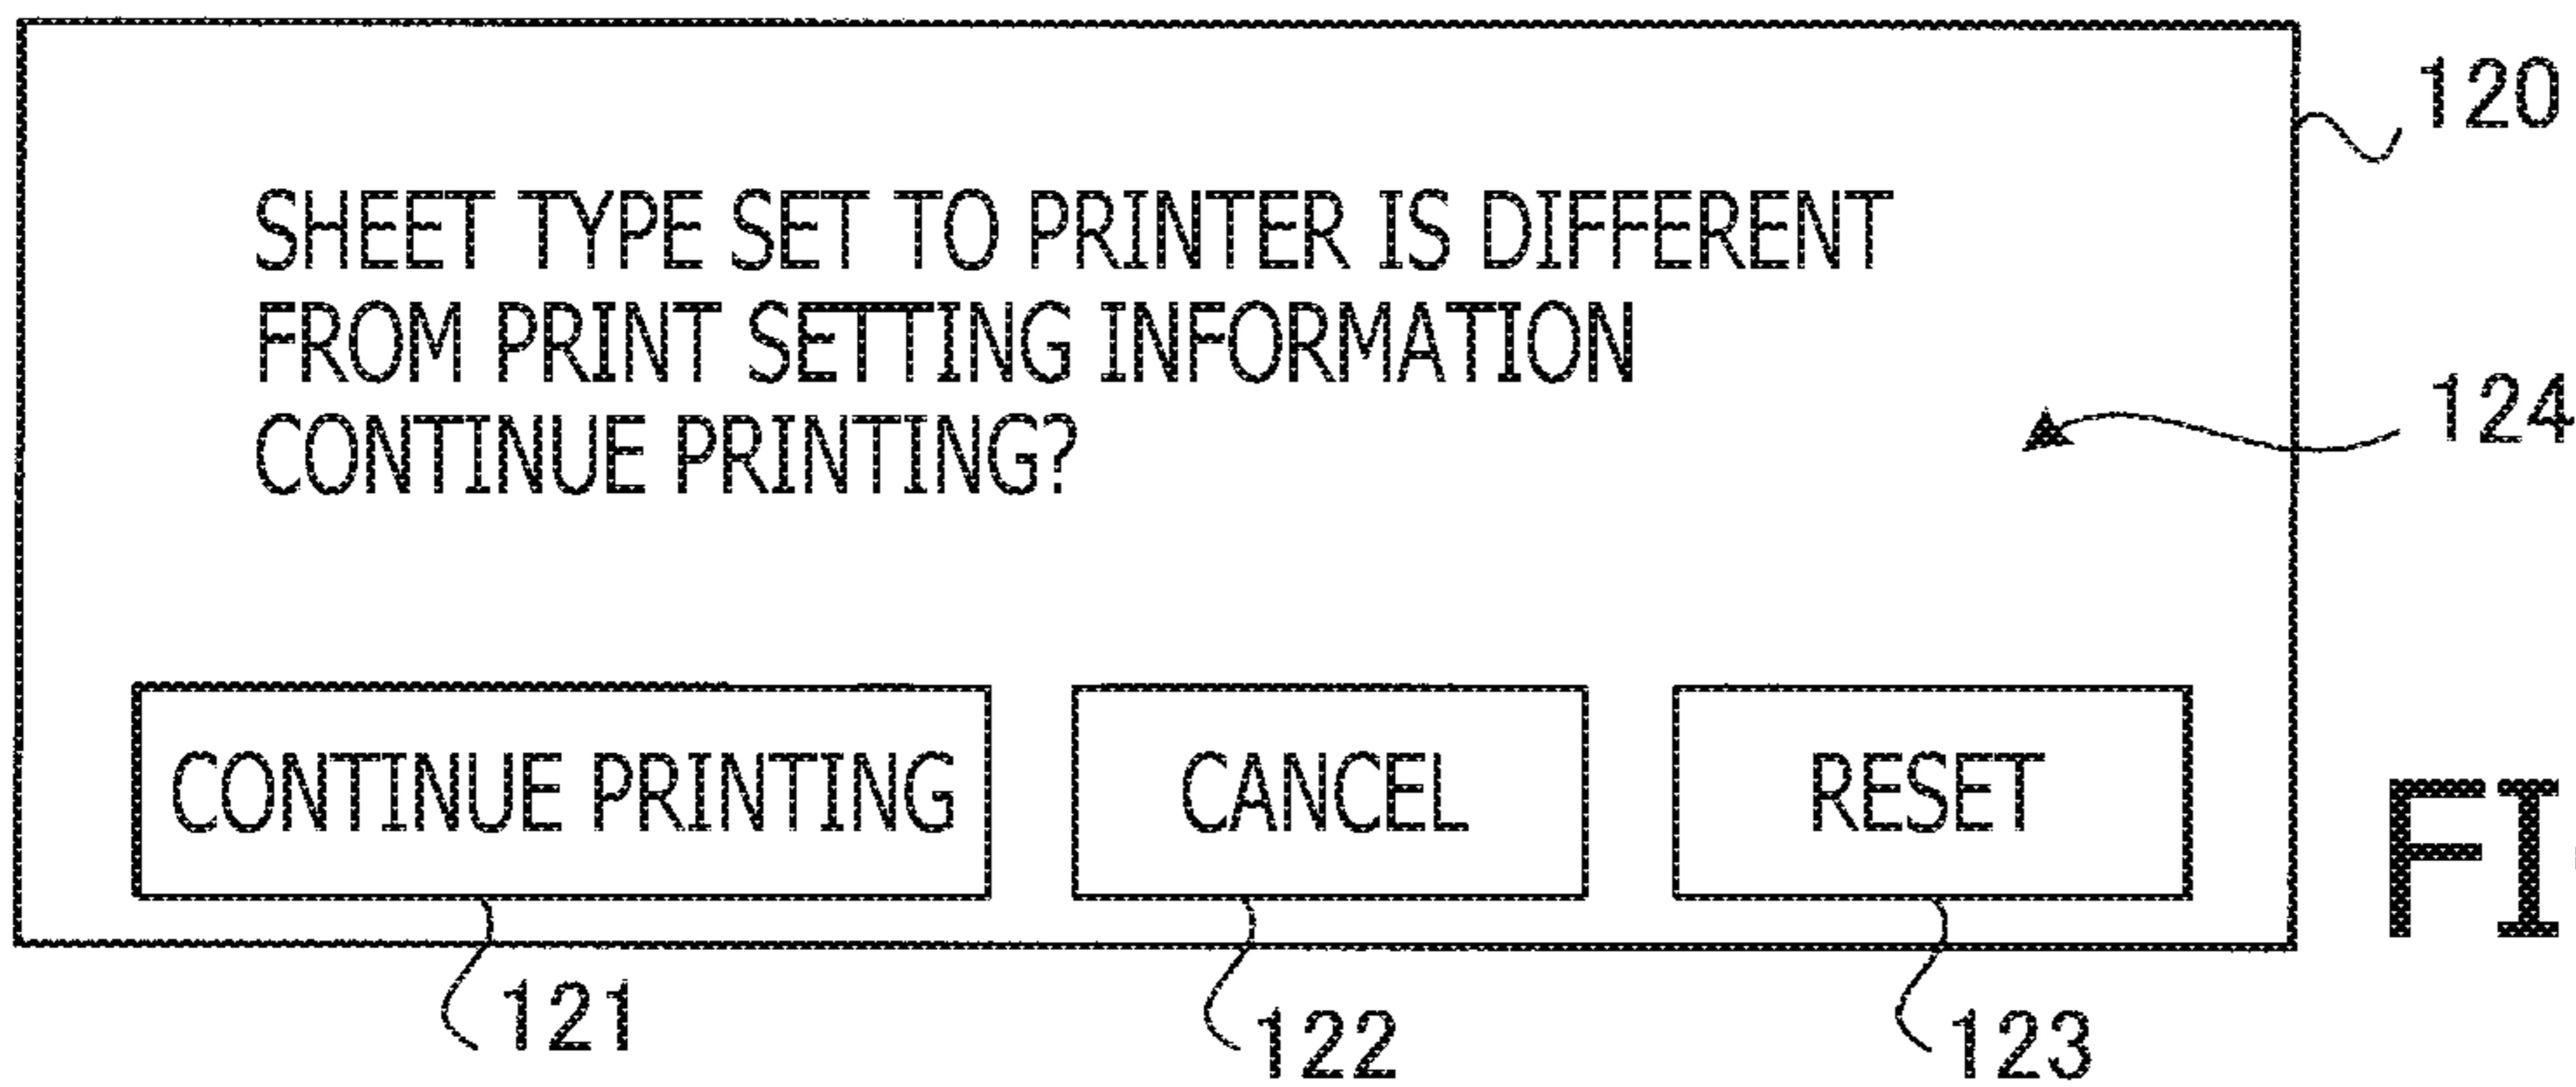 120
SHEET TYPE SET TO PRINTER IS DIFFERENT
FROM PRINT SETTING INFORMATION
CONTINUE PRINTING?
124
CONTINUE PRINTING
CANCEL
RESET
FI
121
122
123